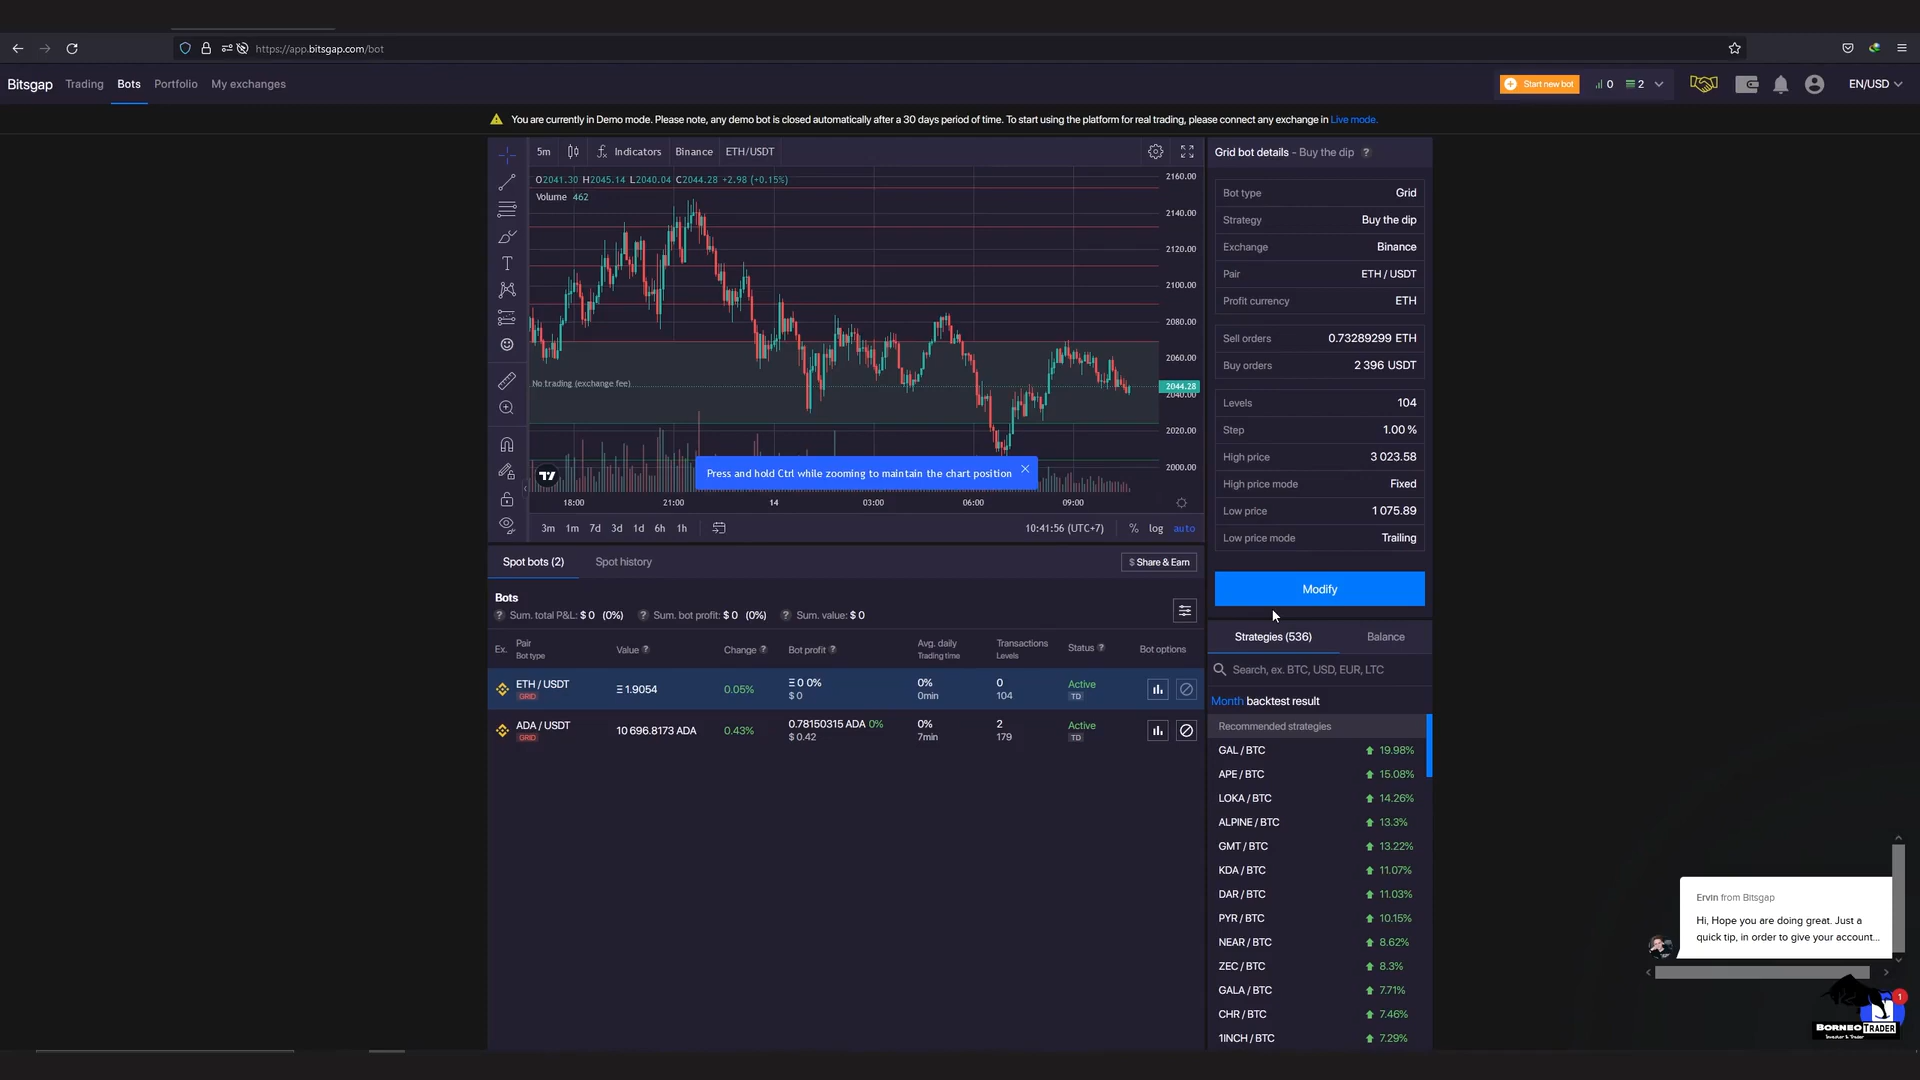 https://app.bitsgap.com/bot
Bitsgap Trading Bots Portfolio My exchanges
Start new bot 0 2 EN/USD
You are currently in Demo mode. Please note, any demo bot is closed automatically after a 30 days period of time. To start using the platform for real trading, please connect any exchange in Live mode.
5m Indicators Binance ETH/USDT
O2041.30 H2045.14 L2040.04 C2044.28 +2.98 (+0.15%)
Volume 462
2160.00
2140.00
2120.00
2100.00
2080.00
2060.00
No trading (exchange fee)
2044.28
2040.00
2020.00
2000.00
Press and hold Ctrl while zooming to maintain the chart position
18:00 21:00 14 03:00 06:00 09:00
3m 1m 7d 3d 1d 6h 1h 10:41:56 (UTC+7) % log auto
Grid bot details - Buy the dip ?
Bot type Grid
Strategy Buy the dip
Exchange Binance
Pair ETH / USDT
Profit currency ETH
Sell orders 0.73289299 ETH
Buy orders 2 396 USDT
Levels 104
Step 1.00 %
High price 3 023.58
High price mode Fixed
Low price 1 075.89
Low price mode Trailing
Modify
Spot bots (2) Spot history $ Share & Earn
Bots
? Sum. total P&L: $ 0 (0%) ? Sum. bot profit: $ 0 (0%) ? Sum. value: $ 0
Ex. Pair Value ? Change ? Bot profit ? Avg. daily Transactions Status ? Bot options
Bot type Trading time Levels
ETH / USDT Ξ 1.9054 0.05% Ξ 0 0% 0% 0 Active
GRID $ 0 0min 104 TD
ADA / USDT 10 696.8173 ADA 0.43% 0.78150315 ADA 0% 0% 2 Active
GRID $ 0.42 7min 179 TD
Strategies (536) Balance
Search, ex. BTC, USD, EUR, LTC
Month backtest result
Recommended strategies
GAL / BTC 19.98%
APE / BTC 15.08%
LOKA / BTC 14.26%
ALPINE / BTC 13.3%
GMT / BTC 13.22%
KDA / BTC 11.07%
DAR / BTC 11.03%
PYR / BTC 10.15%
NEAR / BTC 8.62%
ZEC / BTC 8.3%
GALA / BTC 7.71%
CHR / BTC 7.46%
1INCH / BTC 7.29%
Ervin from Bitsgap
Hi, Hope you are doing great. Just a
quick tip, in order to give your account...
1
BORNEO TRADER
Investor & Trader